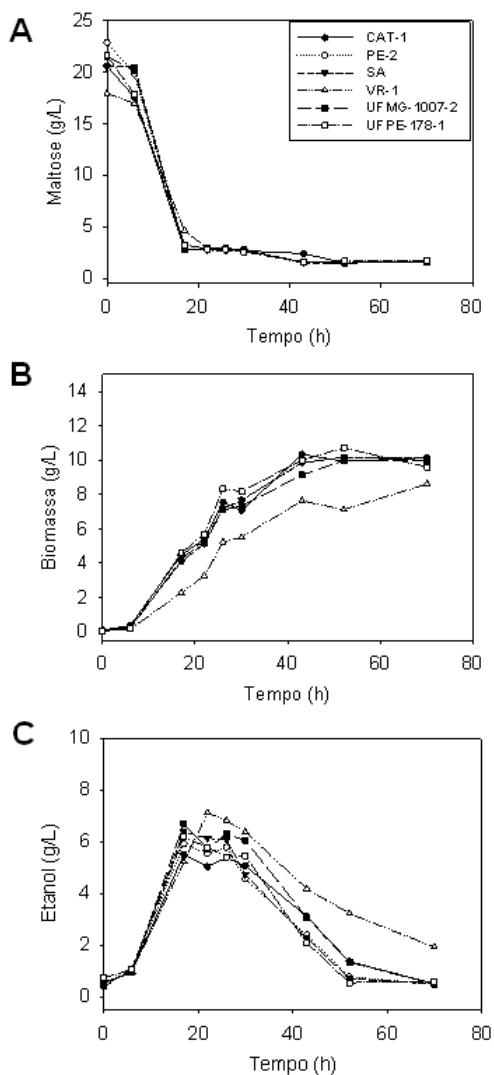 A
CAT-1
PE-2
SA
VR-1
UFMG-1007-2
UFPE-178-1
Maltose (g/L)
25
20
15
10
5
0
0 20 40 60 80
Tempo (h)
B
Biomassa (g/L)
14
12
10
8
6
4
2
0
0 20 40 60 80
Tempo (h)
C
Etanol (g/L)
10
8
6
4
2
0
0 20 40 60 80
Tempo (h)